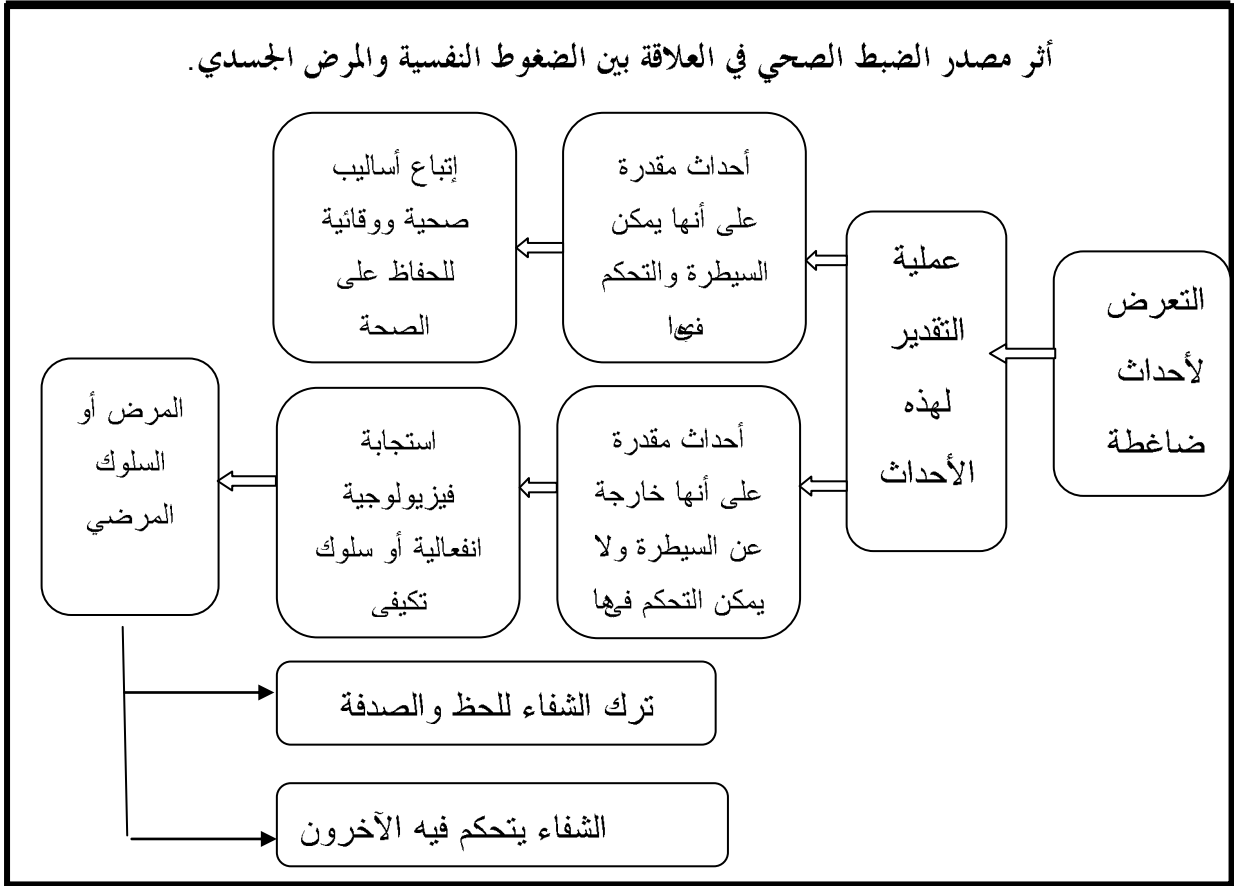 أثر مصدر الضبط الصحي في العلاقة بين الضغوط النفسية والمرض الجسدي.
التعرض
لأحداث
ضاغطة
عملية
التقدير
لهذه
الأحداث
أحداث مقدرة
على أنها يمكن
السيطرة والتحكم
فيها
إتباع أساليب
صحية ووقائية
للحفاظ على
الصحة
أحداث مقدرة
على أنها خارجة
عن السيطرة ولا
يمكن التحكم فيها
استجابة
فيزيولوجية
انفعالية أو سلوك
تكيفى
المرض أو
السلوك
المرضي
ترك الشفاء للحظ والصدفة
الشفاء يتحكم فيه الآخرون